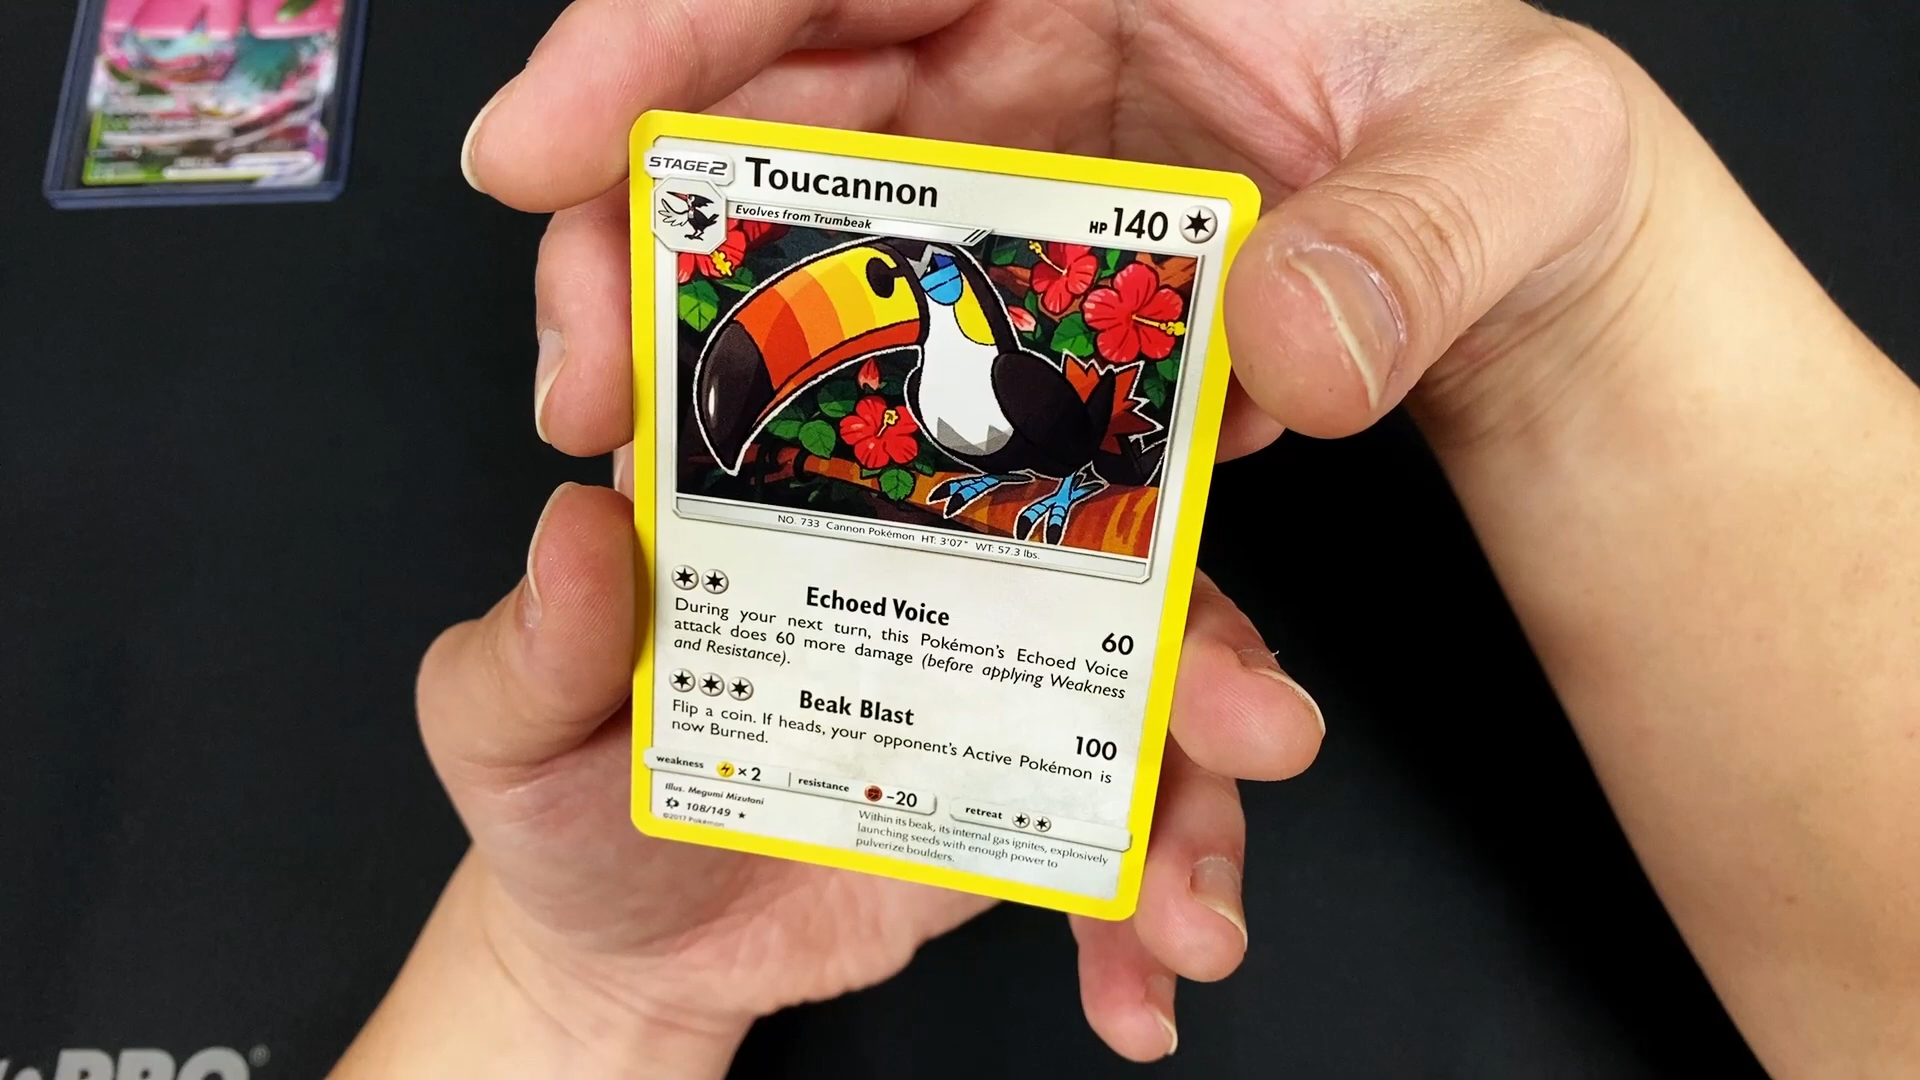 STAGE2
Toucannon
HP 140
Evolves from Trumbeak
NO. 733 Cannon Pokémon HT: 3'07" WT: 57.3 lbs.
Echoed Voice
60
During your next turn, this Pokémon's Echoed Voice
attack does 60 more damage (before applying Weakness
and Resistance).
Beak Blast
100
Flip a coin. If heads, your opponent's Active Pokémon is
now Burned.
weakness ×2 resistance -20 retreat
Illus. Megumi Mizutani
108/149 ★
©2017 Pokémon
Within its beak, its internal gas ignites, explosively
launching seeds with enough power to
pulverize boulders.
PRO®